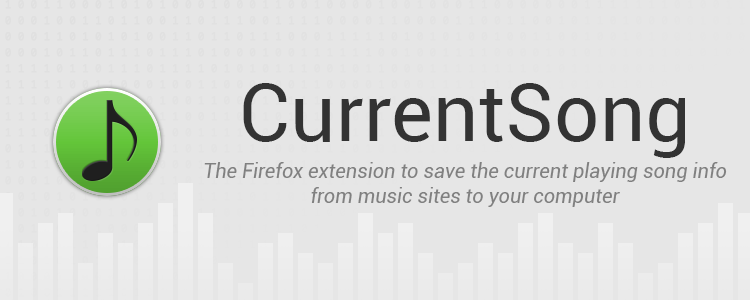 CurrentSong
The Firefox extension to save the current playing song info
from music sites to your computer